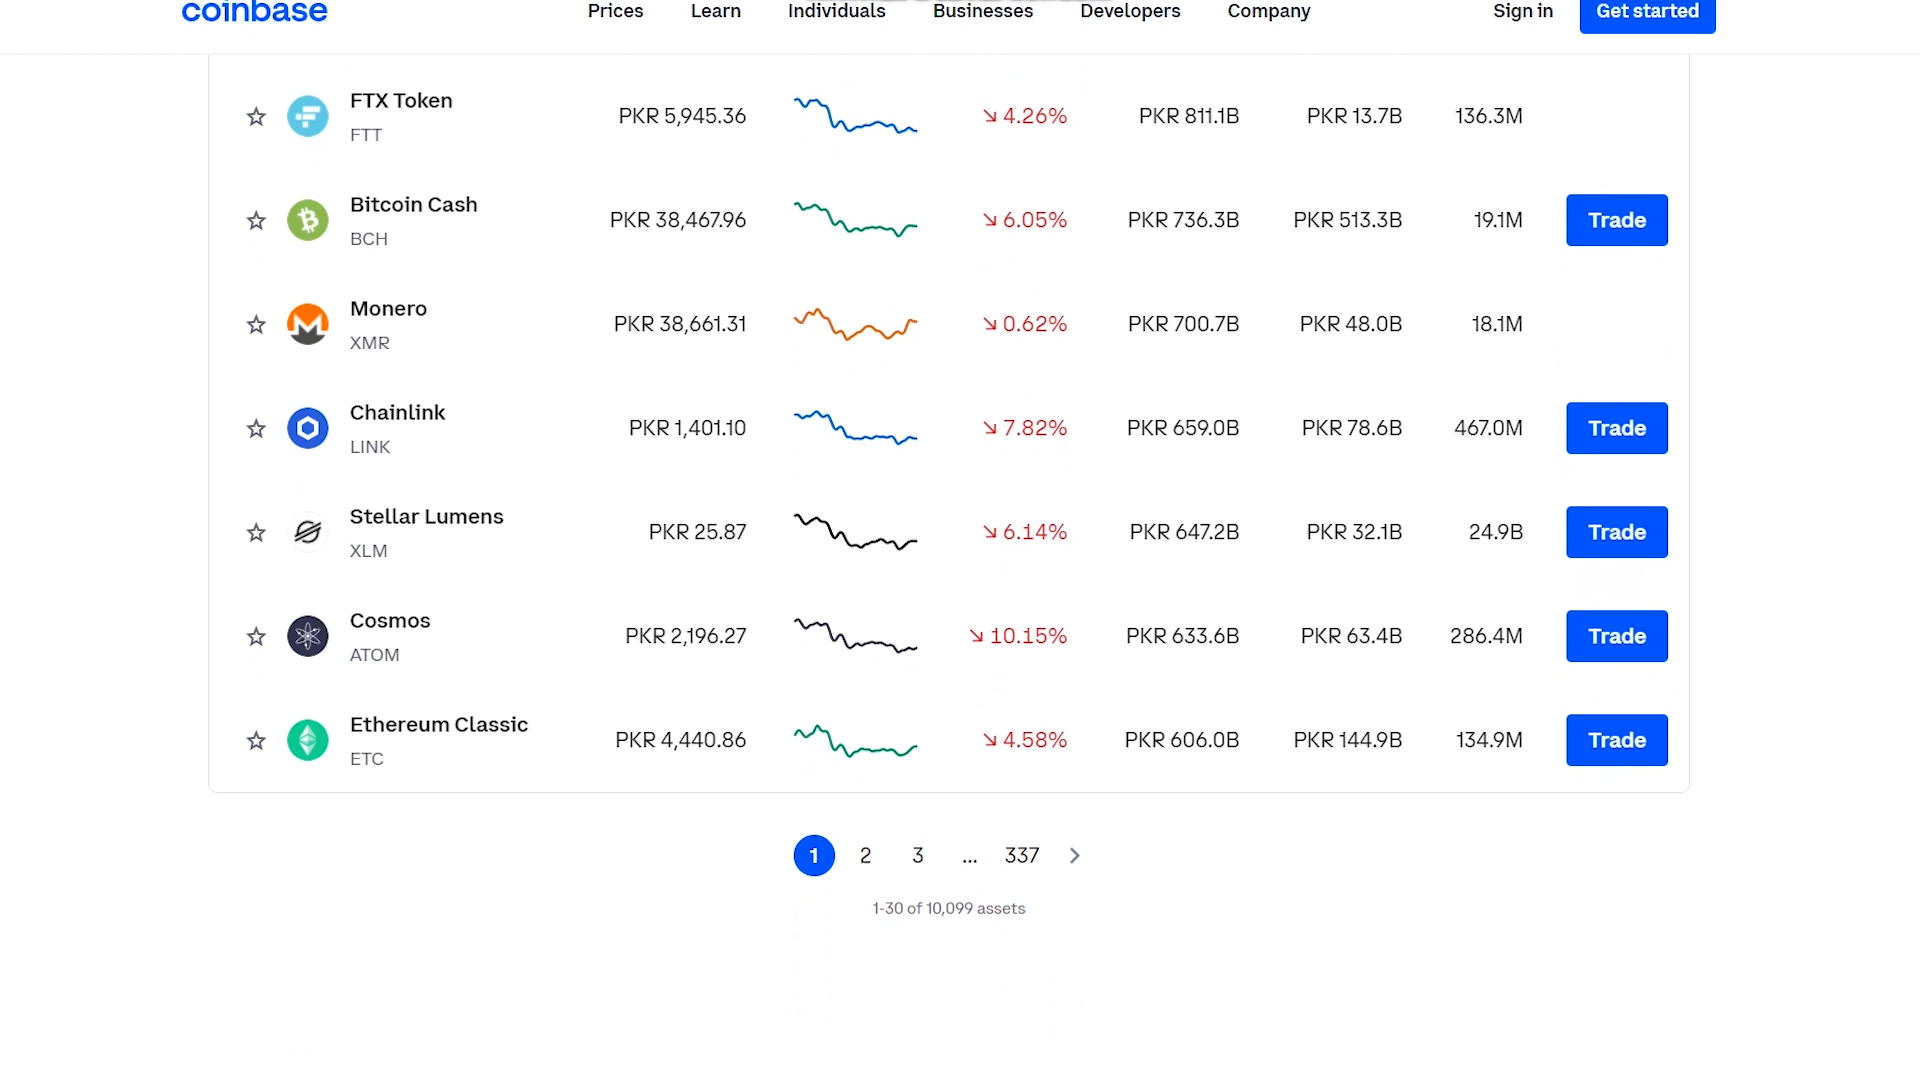 coinbase Prices Learn Individuals Businesses Developers Company Sign in Get started
FTX Token
FTT
PKR 5,945.36 ↘ 4.26% PKR 811.1B PKR 13.7B 136.3M
Bitcoin Cash
BCH
PKR 38,467.96 ↘ 6.05% PKR 736.3B PKR 513.3B 19.1M Trade
Monero
XMR
PKR 38,661.31 ↘ 0.62% PKR 700.7B PKR 48.0B 18.1M
Chainlink
LINK
PKR 1,401.10 ↘ 7.82% PKR 659.0B PKR 78.6B 467.0M Trade
Stellar Lumens
XLM
PKR 25.87 ↘ 6.14% PKR 647.2B PKR 32.1B 24.9B Trade
Cosmos
ATOM
PKR 2,196.27 ↘ 10.15% PKR 633.6B PKR 63.4B 286.4M Trade
Ethereum Classic
ETC
PKR 4,440.86 ↘ 4.58% PKR 606.0B PKR 144.9B 134.9M Trade
1 2 3 ... 337
1-30 of 10,099 assets